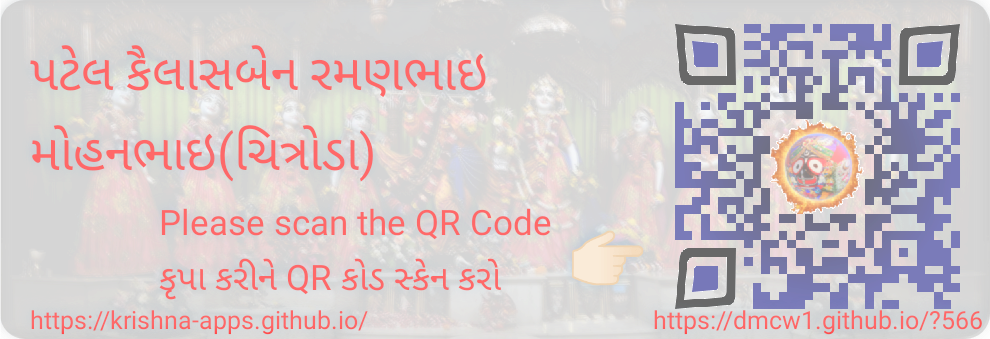 પટેલ કૈલાસબેન રમણભાઇ
મોહનભાઇ(ચિત્રોડા)
Please scan the QR Code
કૃપા કરીને QR કોડ સ્કેન કરો
https://krishna-apps.github.io/
https://dmcw1.github.io/?566